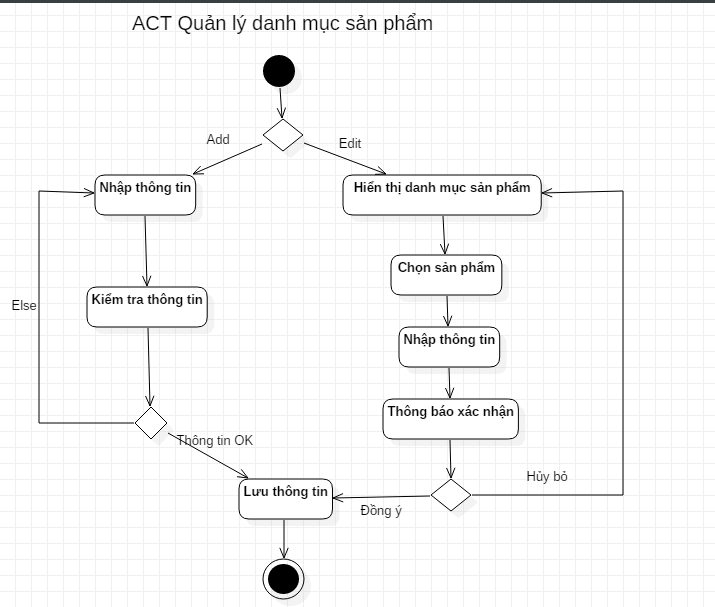 ACT Quản lý danh mục sản phẩm
Add
Edit
Nhập thông tin
Hiển thị danh mục sản phẩm
Chọn sản phẩm
Kiểm tra thông tin
Else
Nhập thông tin
Thông báo xác nhận
Thông tin OK
Hủy bỏ
Lưu thông tin
Đồng ý